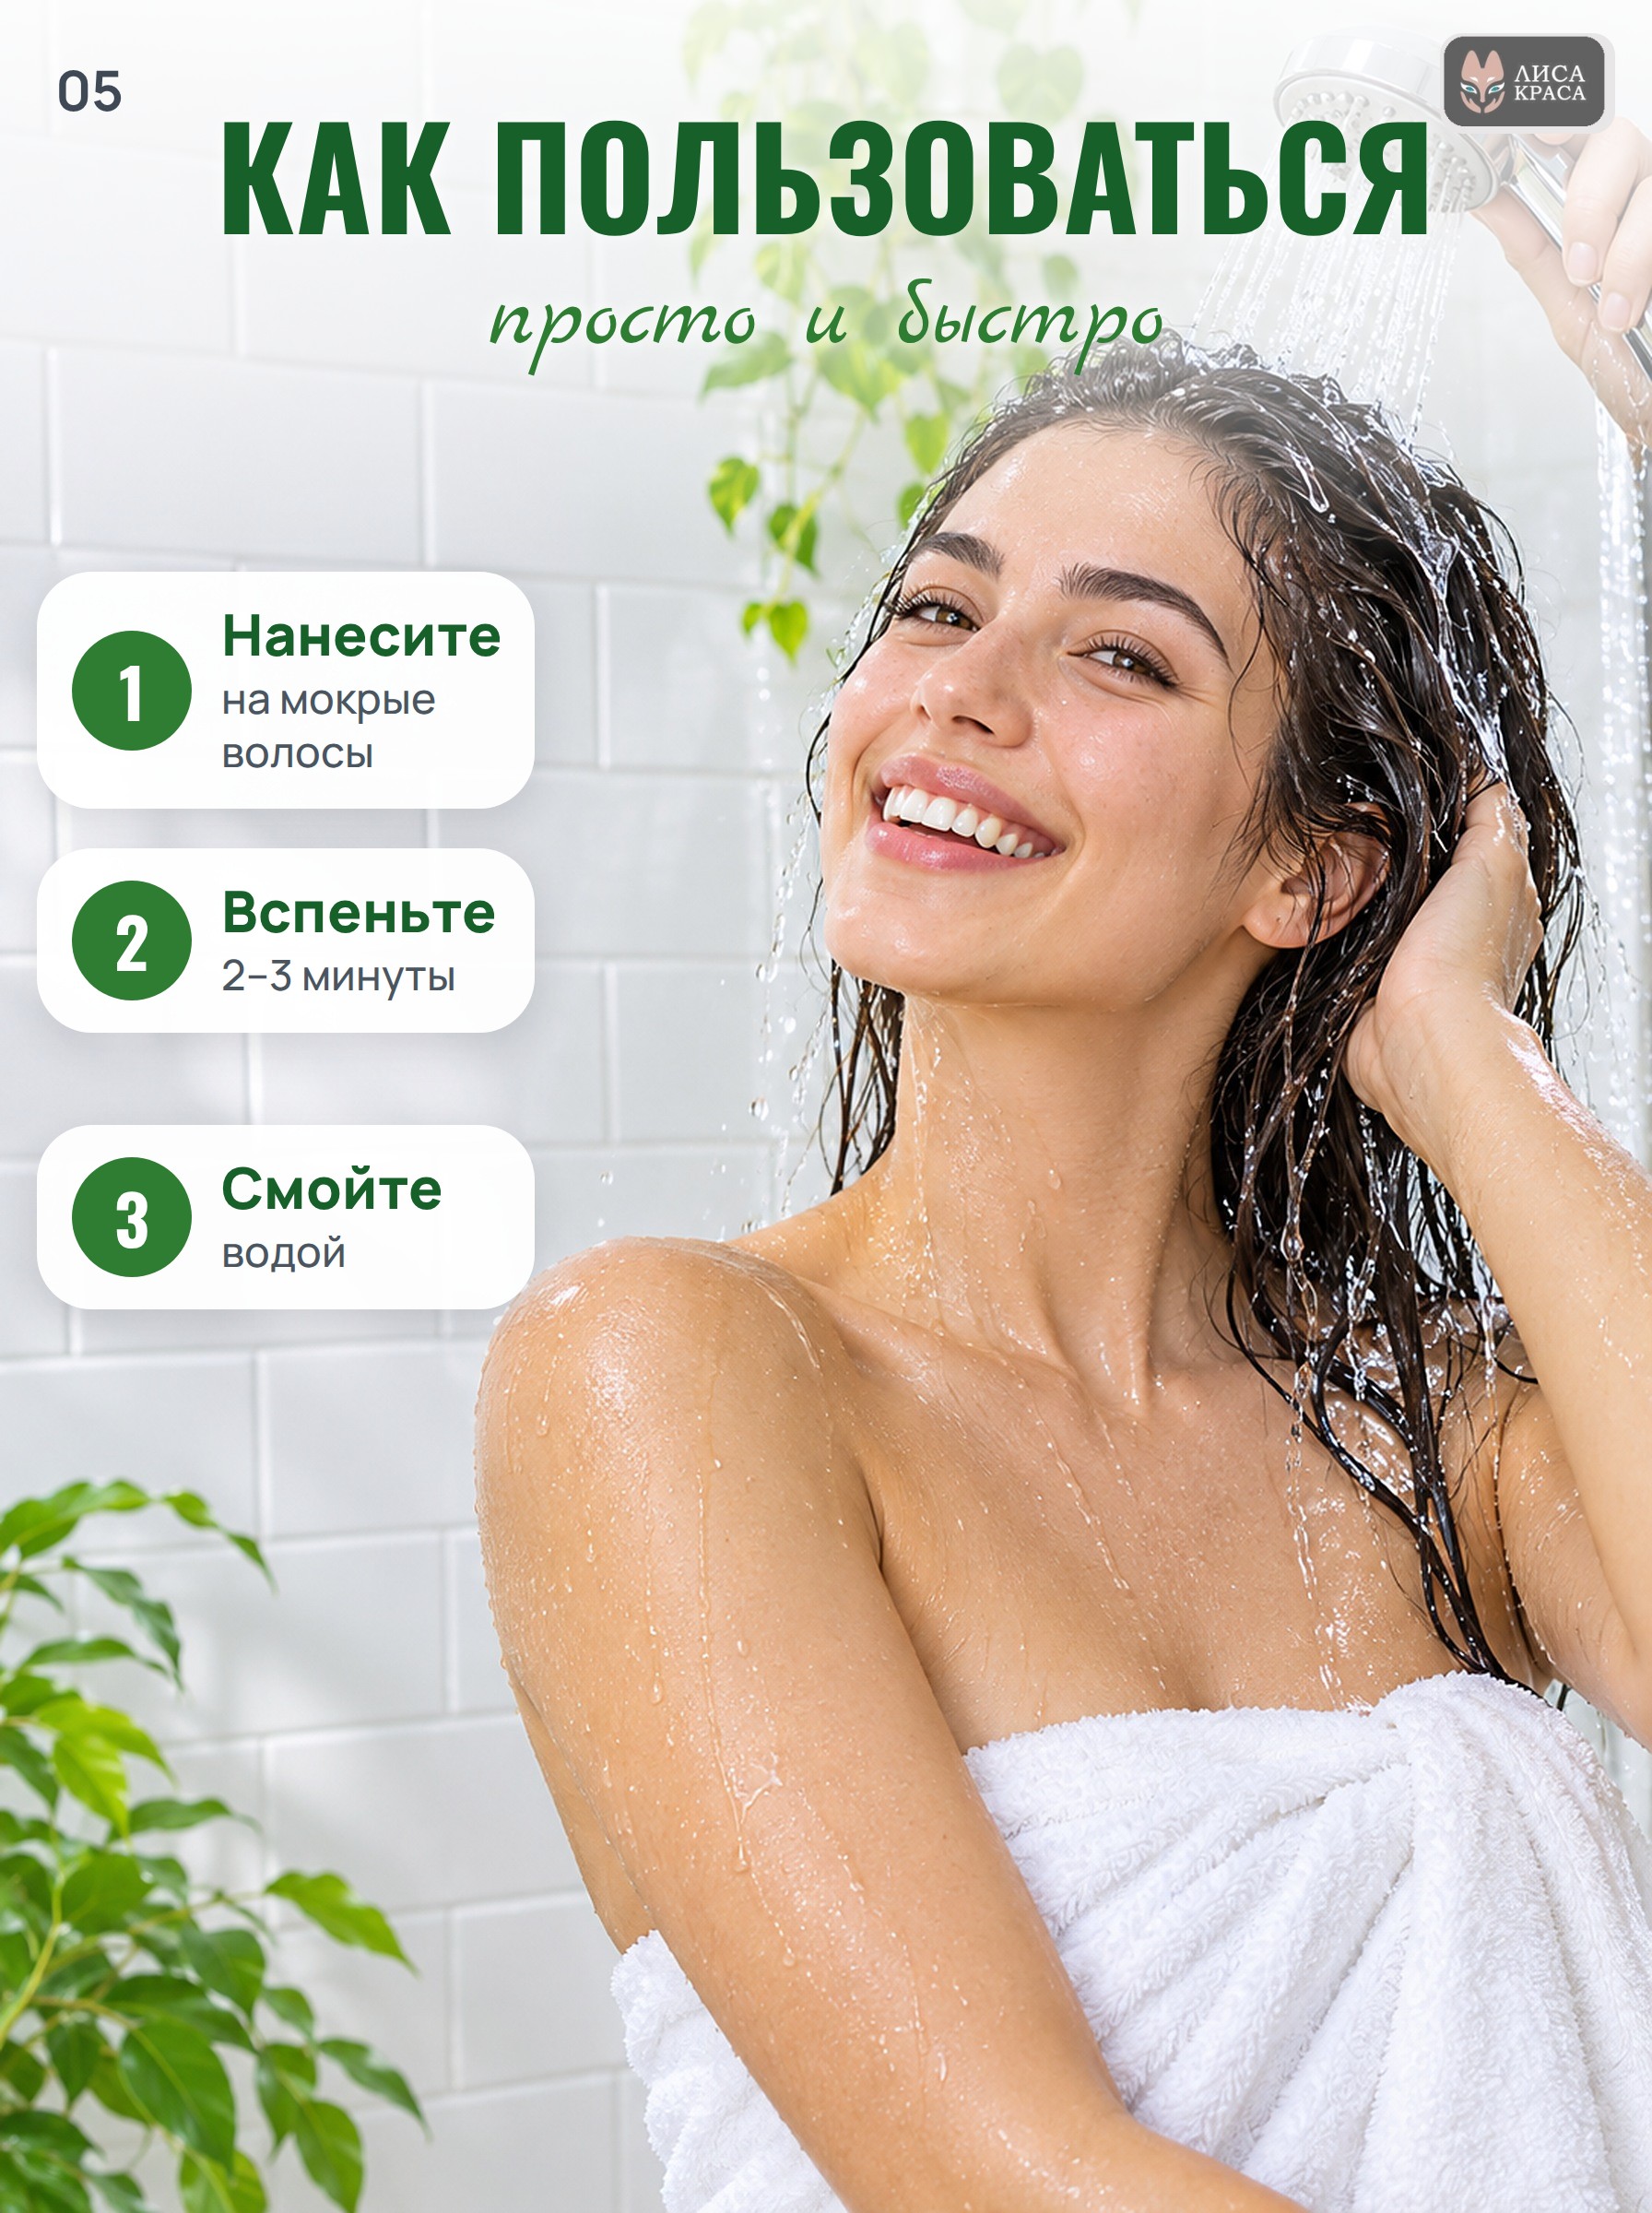 05
ЛИСА
КРАСА
КАК ПОЛЬЗОВАТЬСЯ
просто и быстро
1
Нанесите
на мокрые
волосы
2
Вспеньте
2–3 минуты
3
Смойте
водой